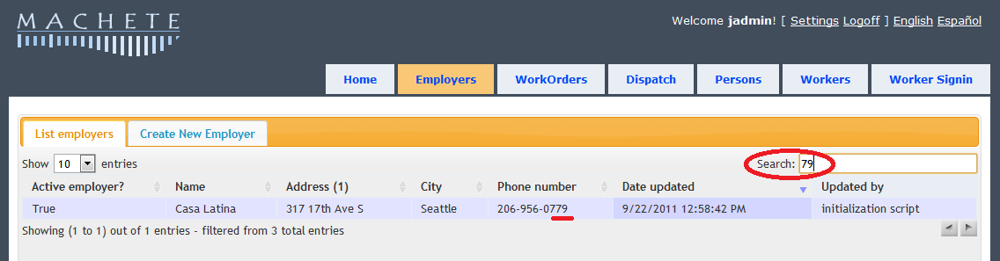 MACHETE
Welcome jadmin! [ Settings Logoff ] English Español
Home Employers WorkOrders Dispatch Persons Workers Worker Signin
List employers Create New Employer
Show 10 entries Search: 79
Active employer? Name Address (1) City Phone number Date updated Updated by
True Casa Latina 317 17th Ave S Seattle 206-956-0779 9/22/2011 12:58:42 PM initialization script
Showing (1 to 1) out of 1 entries - filtered from 3 total entries